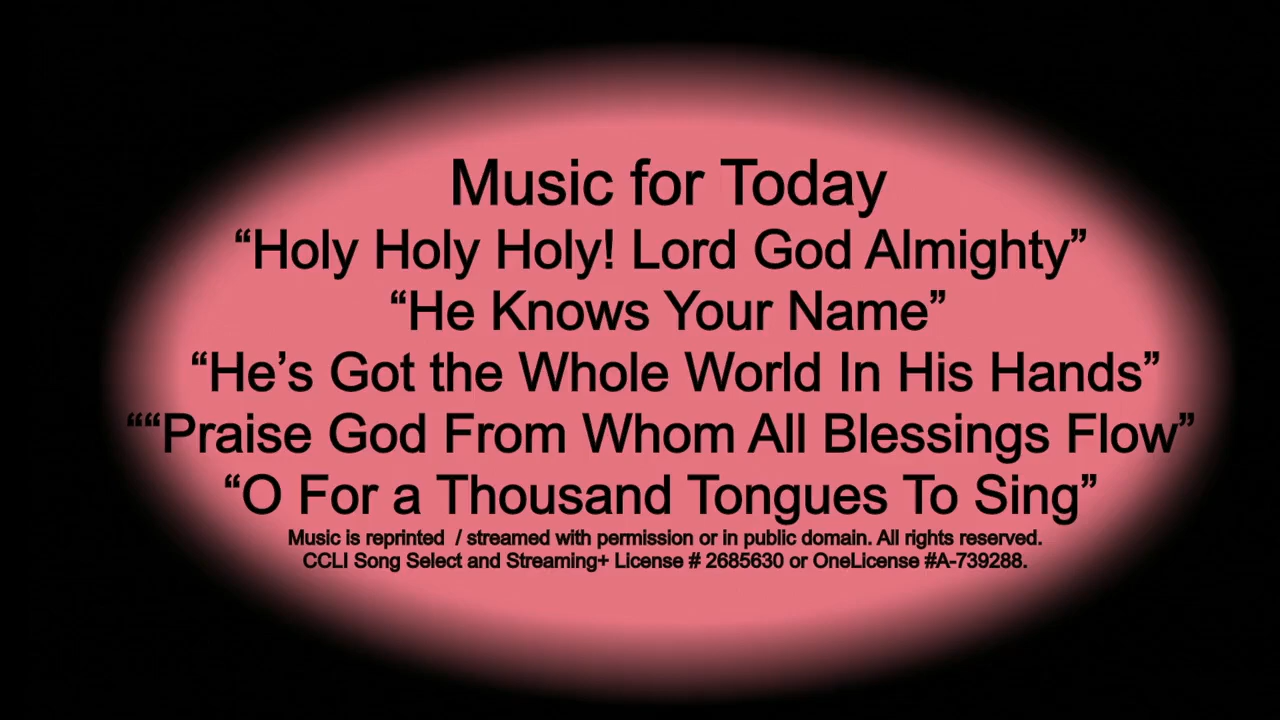 Music for Today
“Holy Holy Holy! Lord God Almighty”
“He Knows Your Name”
“He’s Got the Whole World In His Hands”
““Praise God From Whom All Blessings Flow”
“O For a Thousand Tongues To Sing”
Music is reprinted  / streamed with permission or in public domain. All rights reserved.
CCLI Song Select and Streaming+ License # 2685630 or OneLicense #A-739288.